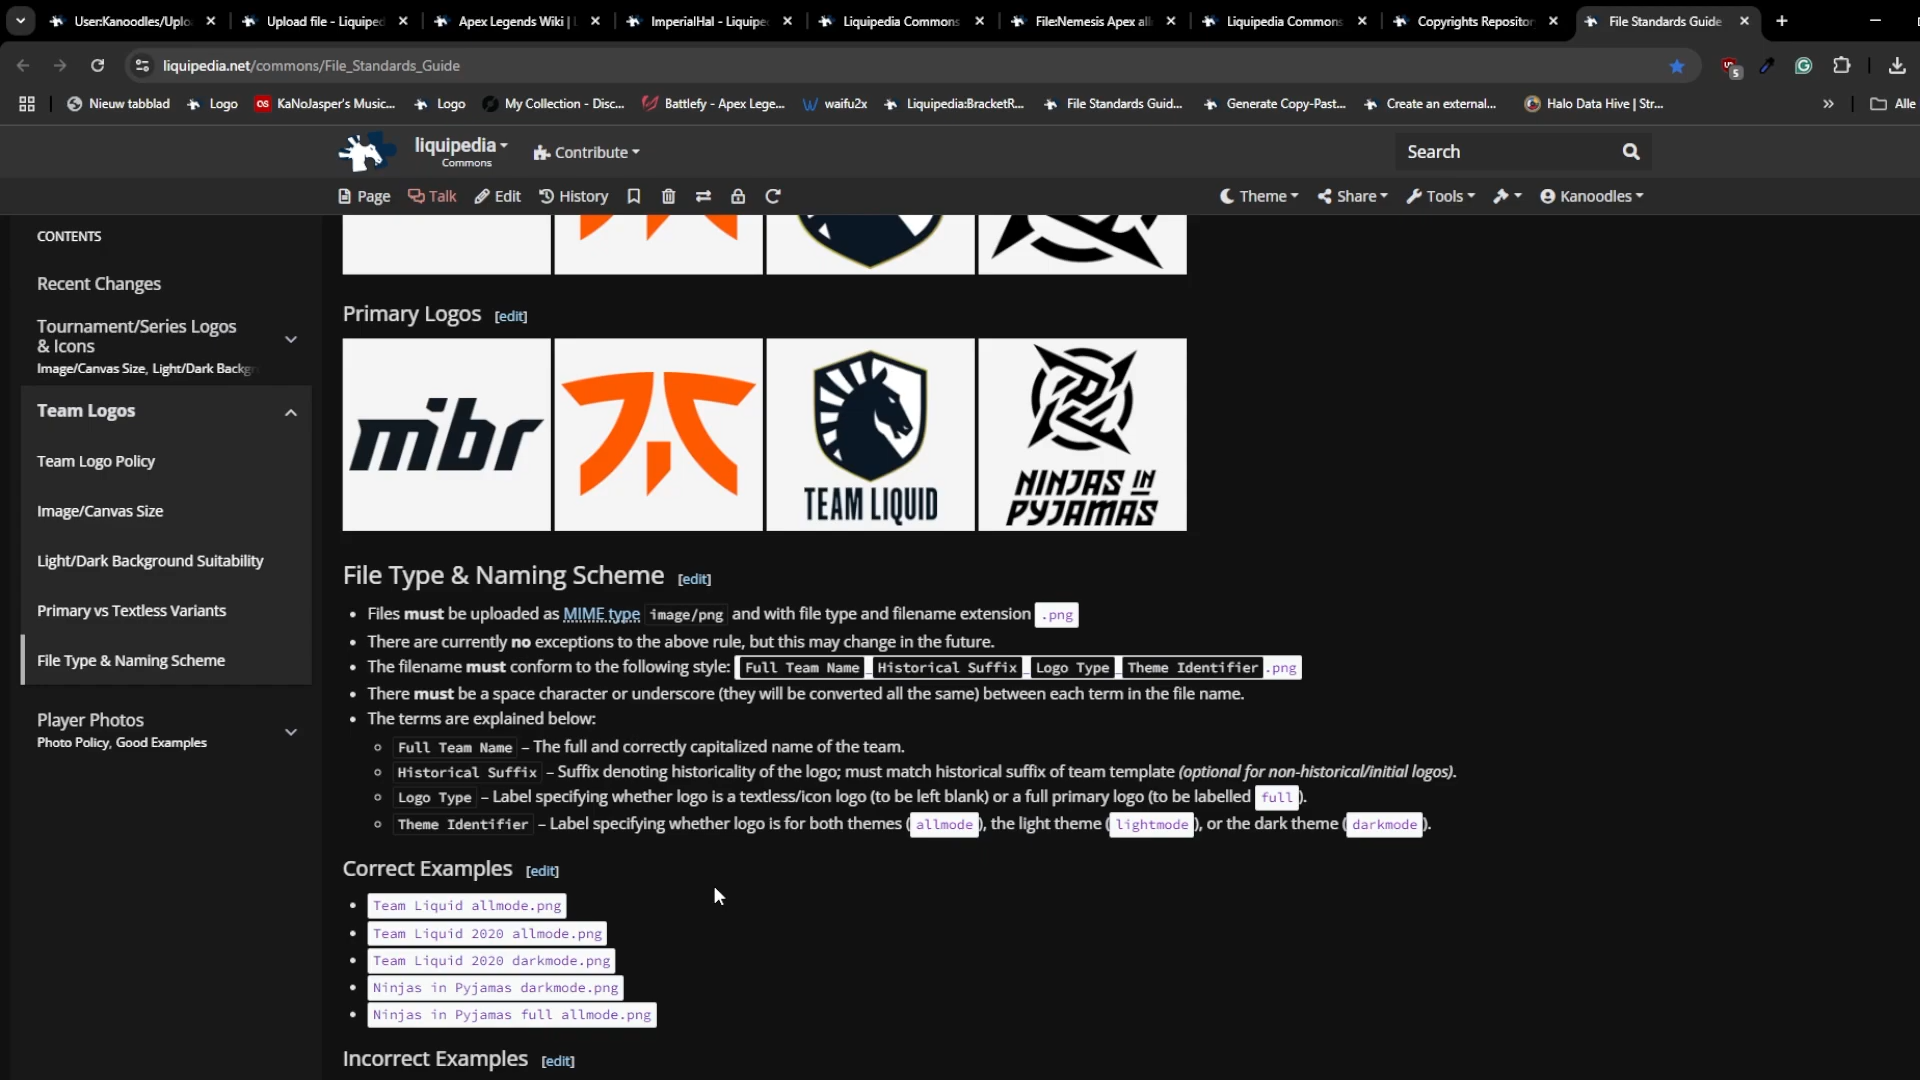 User:Kanoodles/Uplo
Upload file - Liquiped
Apex Legends Wiki |
ImperialHal - Liquipe
Liquipedia Commons
File:Nemesis Apex all
Liquipedia Commons
Copyrights Repositor
File Standards Guide
liquipedia.net/commons/File_Standards_Guide
5
Nieuw tabblad
Logo
KaNoJasper's Music...
Logo
My Collection - Disc...
Battlefy - Apex Lege...
waifu2x
Liquipedia:BracketR...
File Standards Guid...
Generate Copy-Past...
Create an external...
Halo Data Hive | Str...
»
Alle
liquipedia
Commons
Contribute
Search
Page
Talk
Edit
History
Theme
Share
Tools
Kanoodles
CONTENTS
Recent Changes
Tournament/Series Logos
& Icons
Image/Canvas Size, Light/Dark Backgr
Team Logos
Team Logo Policy
Image/Canvas Size
Light/Dark Background Suitability
Primary vs Textless Variants
File Type & Naming Scheme
Player Photos
Photo Policy, Good Examples
Primary Logos [edit]
mibr
TEAM LIQUID
NINJAS IN
PYJAMAS
File Type & Naming Scheme [edit]
• Files must be uploaded as MIME type image/png and with file type and filename extension .png
• There are currently no exceptions to the above rule, but this may change in the future.
• The filename must conform to the following style: Full Team Name_Historical Suffix_Logo Type_Theme Identifier.png
• There must be a space character or underscore (they will be converted all the same) between each term in the file name.
• The terms are explained below:
Full Team Name – The full and correctly capitalized name of the team.
Historical Suffix – Suffix denoting historicality of the logo; must match historical suffix of team template (optional for non-historical/initial logos).
Logo Type – Label specifying whether logo is a textless/icon logo (to be left blank) or a full primary logo (to be labelled full).
Theme Identifier – Label specifying whether logo is for both themes (allmode), the light theme (lightmode), or the dark theme (darkmode).
Correct Examples [edit]
• Team Liquid allmode.png
• Team Liquid 2020 allmode.png
• Team Liquid 2020 darkmode.png
• Ninjas in Pyjamas darkmode.png
• Ninjas in Pyjamas full allmode.png
Incorrect Examples [edit]